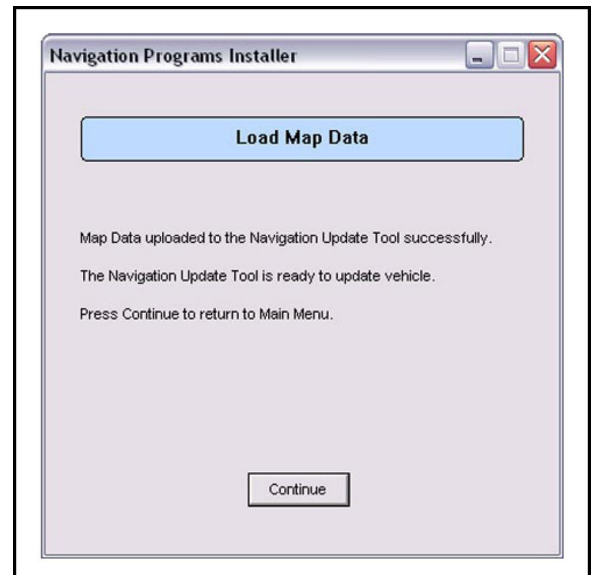 Navigation Programs Installer
Load Map Data
Map Data uploaded to the Navigation Update Tool successfully.
The Navigation Update Tool is ready to update vehicle.
Press Continue to return to Main Menu.
Continue